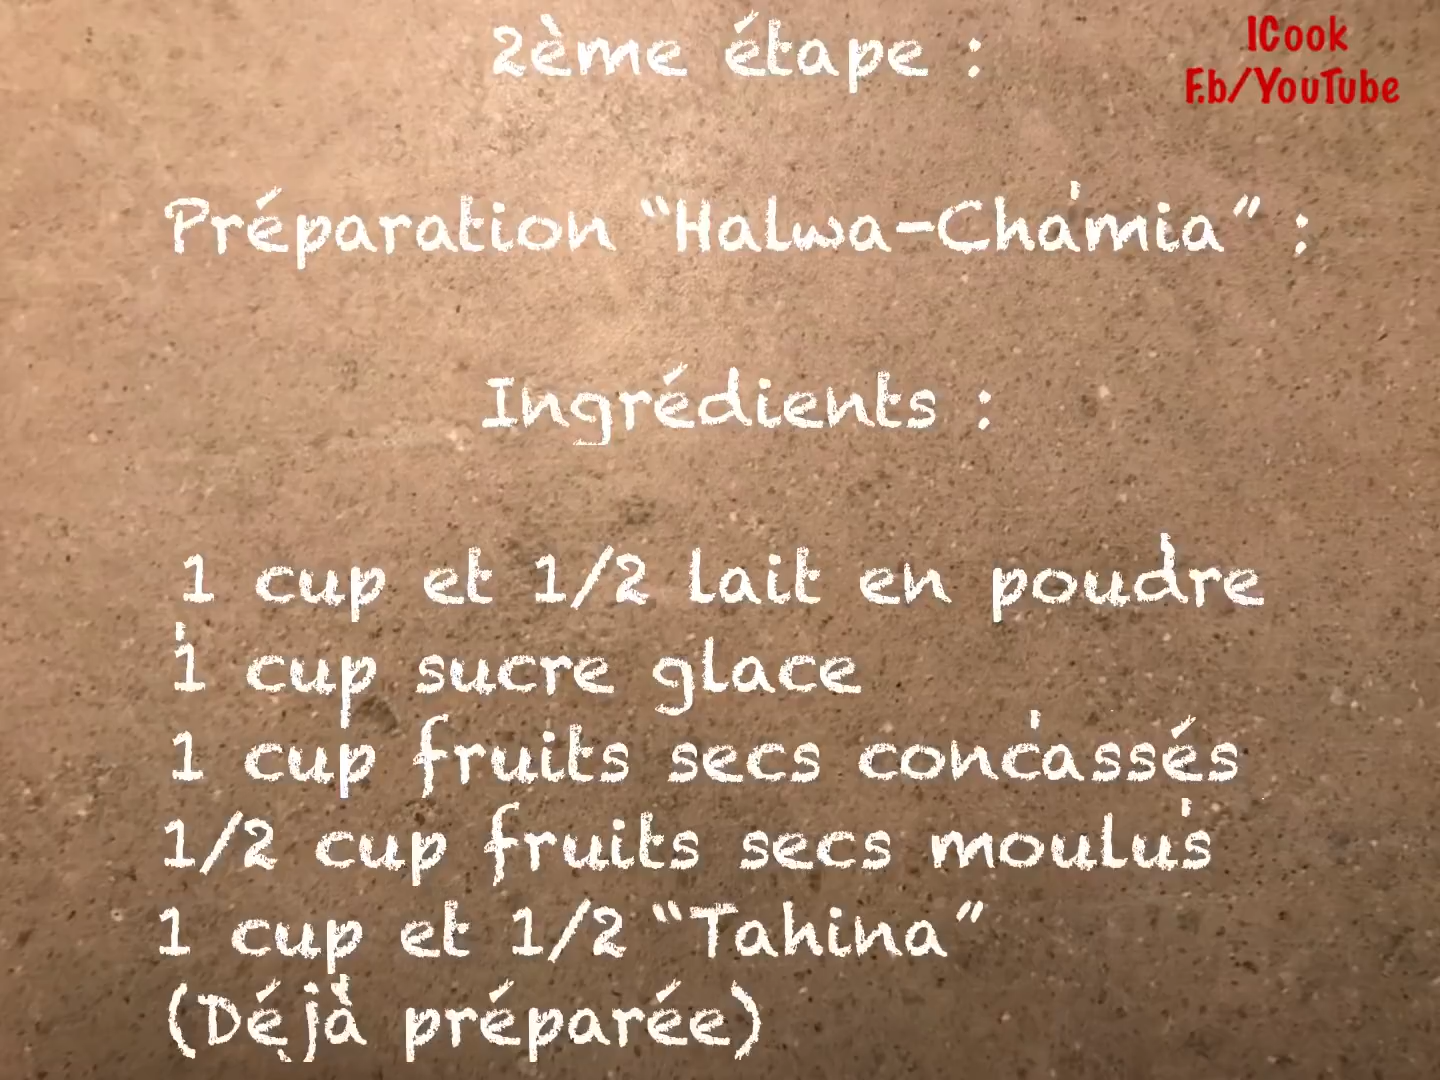 2ème étape :
ICook
F.b/YouTube
Préparation “Halwa-Chamia” :
Ingrédients :
1 cup et 1/2 lait en poudre
1 cup sucre glace
1 cup fruits secs concassés
1/2 cup fruits secs moulus
1 cup et 1/2 “Tahina”
(Déjà préparée)